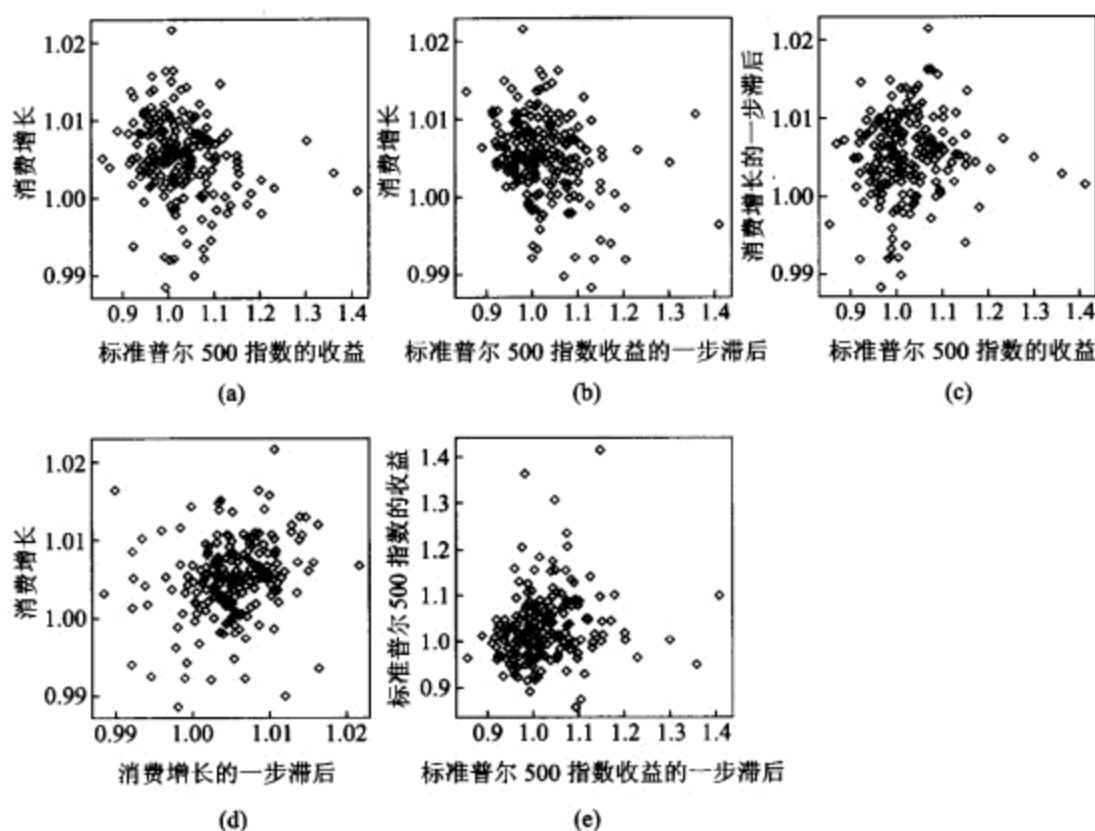 消费增长
1.02
1.01
1.00
0.99
0.9 1.0 1.1 1.2 1.3 1.4
标准普尔 500 指数的收益
(a)
消费增长
1.02
1.01
1.00
0.99
0.9 1.0 1.1 1.2 1.3 1.4
标准普尔 500 指数收益的一步滞后
(b)
消费增长的一步滞后
1.02
1.01
1.00
0.99
0.9 1.0 1.1 1.2 1.3 1.4
标准普尔 500 指数的收益
(c)
消费增长
1.02
1.01
1.00
0.99
0.99 1.00 1.01 1.02
消费增长的一步滞后
(d)
标准普尔 500 指数的收益
1.4
1.3
1.2
1.1
1.0
0.9
0.9 1.0 1.1 1.2 1.3 1.4
标准普尔 500 指数收益的一步滞后
(e)